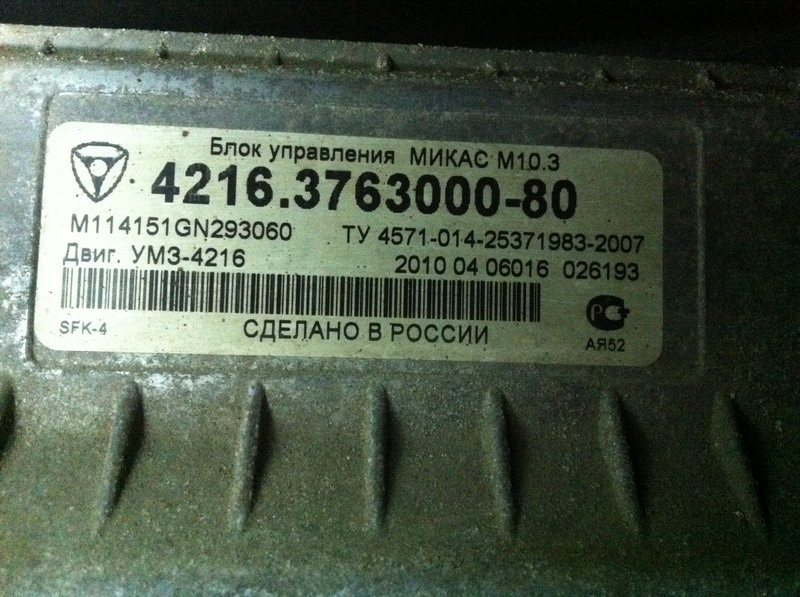 Блок управления МИКАС М10.3
4216.3763000-80
M114151GN293060 ТУ 4571-014-25371983-2007
Двиг. УМЗ-4216 2010 04 06016 026193
SFK-4 СДЕЛАНО В РОССИИ АЯ52